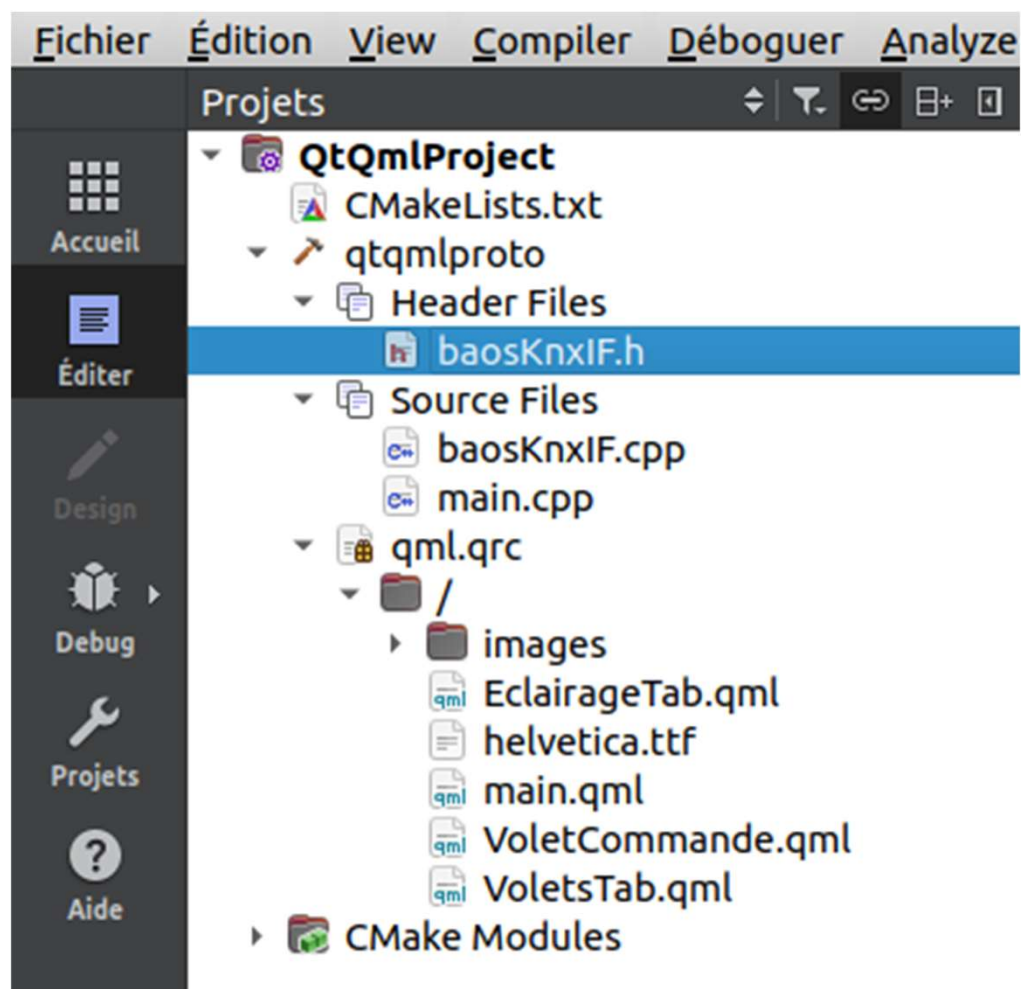 Fichier Édition View Compiler Déboguer Analyze
Projets
QtQmlProject
CMakeLists.txt
Accueil
qtqmlproto
Header Files
baosKnxIF.h
Éditer
Source Files
baosKnxIF.cpp
main.cpp
Design
qml.qrc
/
Debug
images
EclairageTab.qml
helvetica.ttf
Projets
main.qml
VoletCommande.qml
VoletsTab.qml
Aide
CMake Modules